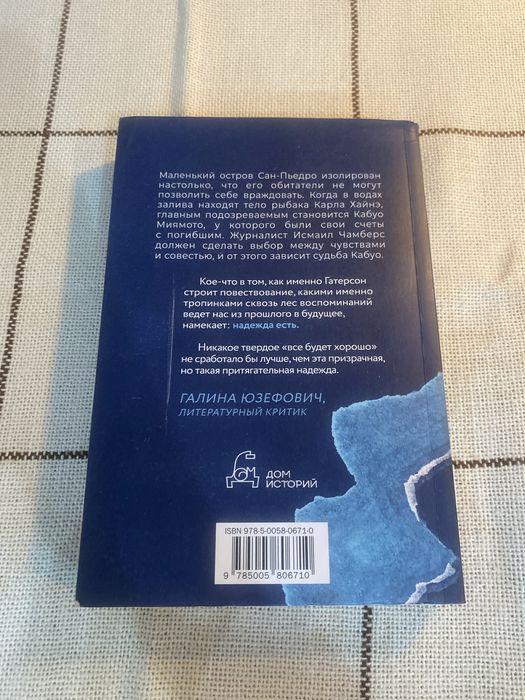 Маленький остров Сан-Пьедро изолирован
настолько, что его обитатели не могут
позволить себе враждовать. Когда в водах
залива находят тело рыбака Карла Хайнэ,
главным подозреваемым становится Кабуо
Миямото, у которого были свои счеты
с погибшим. Журналист Исмаил Чамберс
должен сделать выбор между чувствами
и совестью, и от этого зависит судьба Кабуо.
Кое-что в том, как именно Гатерсон
строит повествование, какими именно
тропинками сквозь лес воспоминаний
ведет нас из прошлого в будущее,
намекает: надежда есть.
Никакое твердое «все будет хорошо»
не сработало бы лучше, чем эта призрачная,
но такая притягательная надежда.
ГАЛИНА ЮЗЕФОВИЧ,
ЛИТЕРАТУРНЫЙ КРИТИК
ДОМ
ИСТОРИЙ
ISBN 978-5-0058-0671-0
9 785005 806710